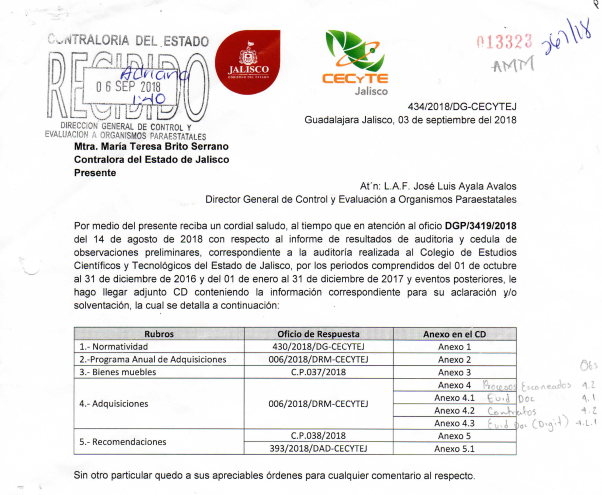 CONTRALORIA DEL ESTADO
RECIBIDO
Adriana
06 SEP 2018
1:40
DIRECCION GENERAL DE CONTROL Y
EVALUACION A ORGANISMOS PARAESTATALES
JALISCO
GOBIERNO DEL ESTADO
CECyTE
Jalisco
013323
267/18
AMM
434/2018/DG-CECYTEJ
Guadalajara Jalisco, 03 de septiembre del 2018
Mtra. María Teresa Brito Serrano
Contralora del Estado de Jalisco
Presente
At'n: L.A.F. José Luis Ayala Avalos
Director General de Control y Evaluación a Organismos Paraestatales
Por medio del presente reciba un cordial saludo, al tiempo que en atención al oficio DGP/3419/2018
del 14 de agosto de 2018 con respecto al informe de resultados de auditoria y cedula de
observaciones preliminares, correspondiente a la auditoría realizada al Colegio de Estudios
Científicos y Tecnológicos del Estado de Jalisco, por los periodos comprendidos del 01 de octubre
al 31 de diciembre de 2016 y del 01 de enero al 31 de diciembre de 2017 y eventos posteriores, le
hago llegar adjunto CD conteniendo la información correspondiente para su aclaración y/o
solventación, la cual se detalla a continuación:
Rubros Oficio de Respuesta Anexo en el CD
1.- Normatividad 430/2018/DG-CECYTEJ Anexo 1
2.-Programa Anual de Adquisiciones 006/2018/DRM-CECYTEJ Anexo 2
3.- Bienes muebles C.P.037/2018 Anexo 3
Obs
4.- Adquisiciones 006/2018/DRM-CECYTEJ Anexo 4 Procesos Escaneados 4.2
Anexo 4.1 Evid Doc 4.1
Anexo 4.2 Contratos 4.2
Anexo 4.3 Evid Doc (Digit) 4.2.1
5.- Recomendaciones C.P.038/2018 Anexo 5
393/2018/DAD-CECYTEJ Anexo 5.1
Sin otro particular quedo a sus apreciables órdenes para cualquier comentario al respecto.